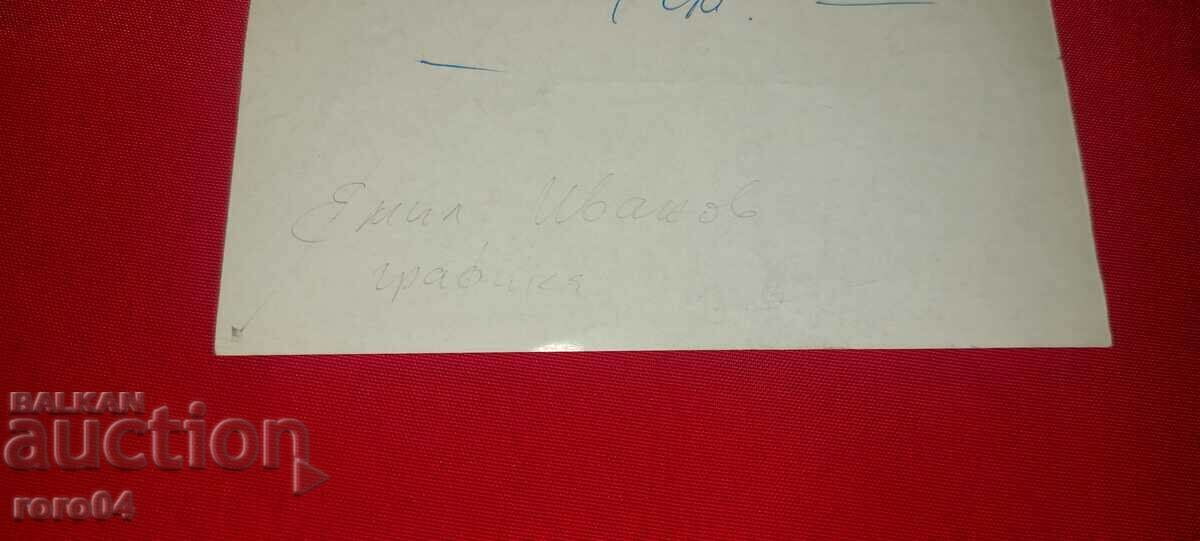 Емил Иванов
графика
BALKAN
auction
roro04